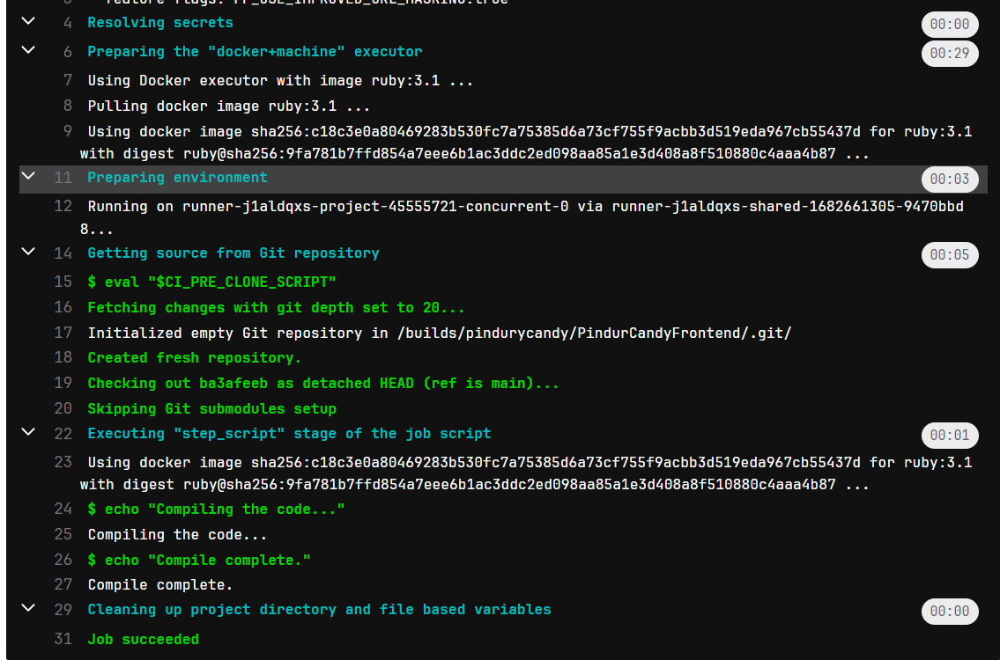 feature flags: FF_USE_IMPROVED_URL_MASKING:true
4 Resolving secrets 00:00
6 Preparing the "docker+machine" executor 00:29
7 Using Docker executor with image ruby:3.1 ...
8 Pulling docker image ruby:3.1 ...
9 Using docker image sha256:c18c3e0a80469283b530fc7a75385d6a73cf755f9acbb3d519eda967cb55437d for ruby:3.1
with digest ruby@sha256:9fa781b7ffd854a7eee6b1ac3ddc2ed098aa85a1e3d408a8f510880c4aaa4b87 ...
11 Preparing environment 00:03
12 Running on runner-j1aldqxs-project-45555721-concurrent-0 via runner-j1aldqxs-shared-1682661305-9470bbd
8...
14 Getting source from Git repository 00:05
15 $ eval "$CI_PRE_CLONE_SCRIPT"
16 Fetching changes with git depth set to 20...
17 Initialized empty Git repository in /builds/pindurycandy/PindurCandyFrontend/.git/
18 Created fresh repository.
19 Checking out ba3afeeb as detached HEAD (ref is main)...
20 Skipping Git submodules setup
22 Executing "step_script" stage of the job script 00:01
23 Using docker image sha256:c18c3e0a80469283b530fc7a75385d6a73cf755f9acbb3d519eda967cb55437d for ruby:3.1
with digest ruby@sha256:9fa781b7ffd854a7eee6b1ac3ddc2ed098aa85a1e3d408a8f510880c4aaa4b87 ...
24 $ echo "Compiling the code..."
25 Compiling the code...
26 $ echo "Compile complete."
27 Compile complete.
29 Cleaning up project directory and file based variables 00:00
31 Job succeeded